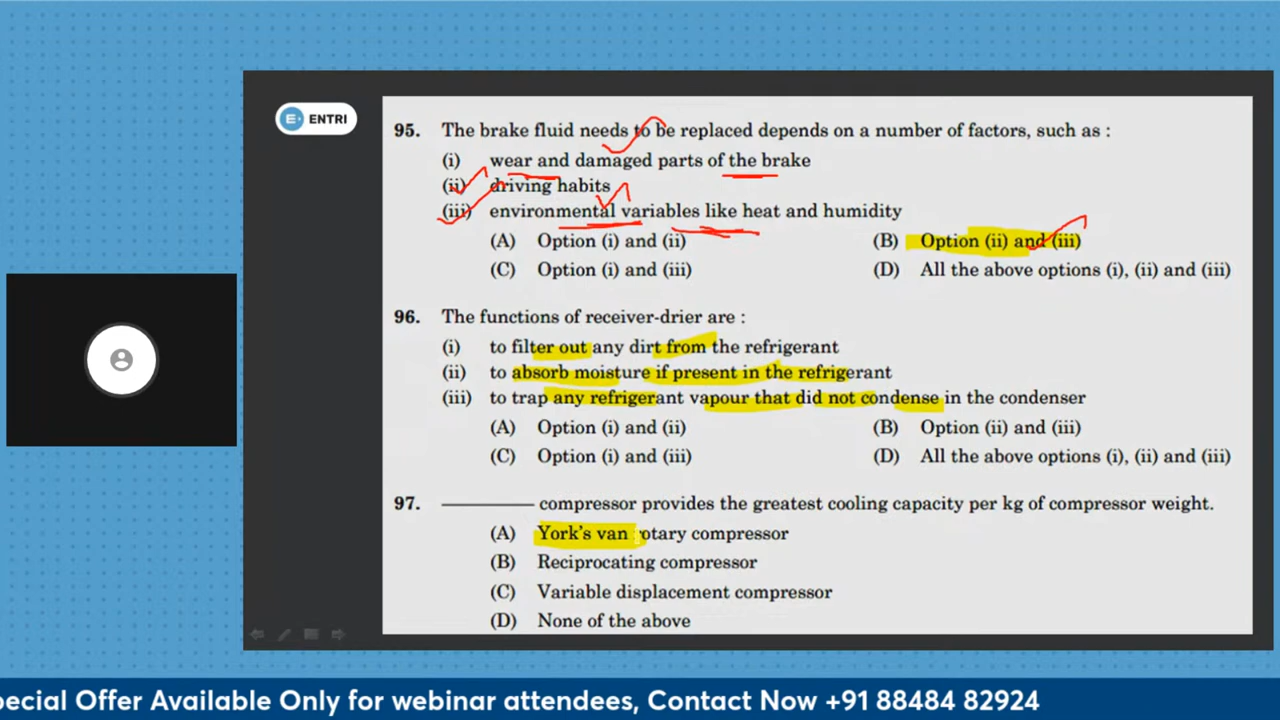 E ENTRI
95. The brake fluid needs to be replaced depends on a number of factors, such as :
(i) wear and damaged parts of the brake
(ii) driving habits
(iii) environmental variables like heat and humidity
(A) Option (i) and (ii) (B) Option (ii) and (iii)
(C) Option (i) and (iii) (D) All the above options (i), (ii) and (iii)
96. The functions of receiver-drier are :
(i) to filter out any dirt from the refrigerant
(ii) to absorb moisture if present in the refrigerant
(iii) to trap any refrigerant vapour that did not condense in the condenser
(A) Option (i) and (ii) (B) Option (ii) and (iii)
(C) Option (i) and (iii) (D) All the above options (i), (ii) and (iii)
97. ———— compressor provides the greatest cooling capacity per kg of compressor weight.
(A) York's van rotary compressor
(B) Reciprocating compressor
(C) Variable displacement compressor
(D) None of the above
pecial Offer Available Only for webinar attendees, Contact Now +91 88484 82924